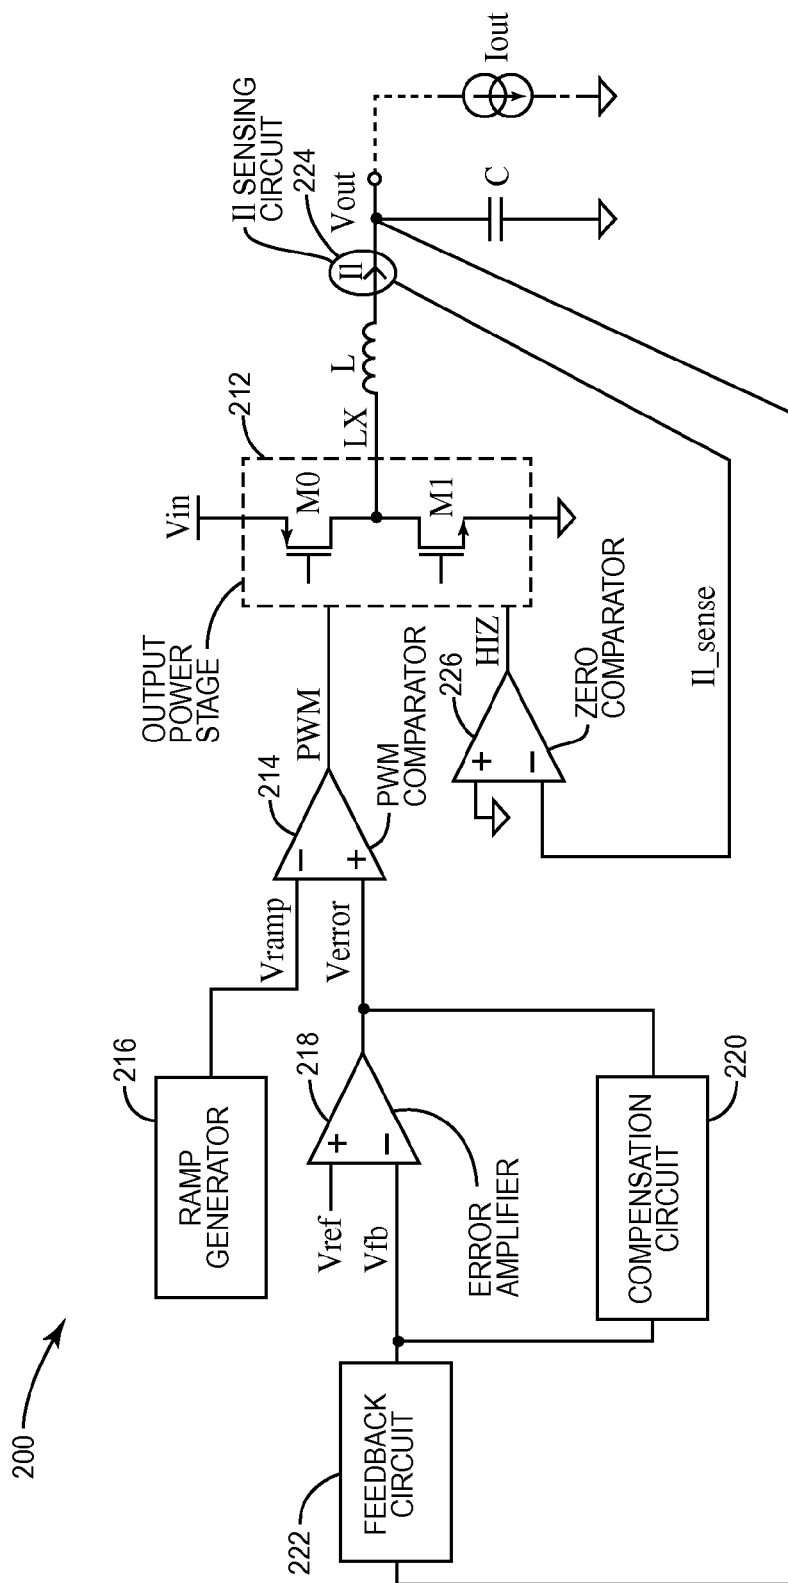 200
222
FEEDBACK
CIRCUIT
216
RAMP
GENERATOR
Vref
Vfb
+
−
218
ERROR
AMPLIFIER
COMPENSATION
CIRCUIT
220
Vramp
Verror
−
+
214
PWM
COMPARATOR
PWM
OUTPUT
POWER
STAGE
212
Vin
M0
M1
HIZ
+
−
226
ZERO
COMPARATOR
LX
L
Il
Il SENSING
CIRCUIT
224
Il_sense
Vout
C
Iout